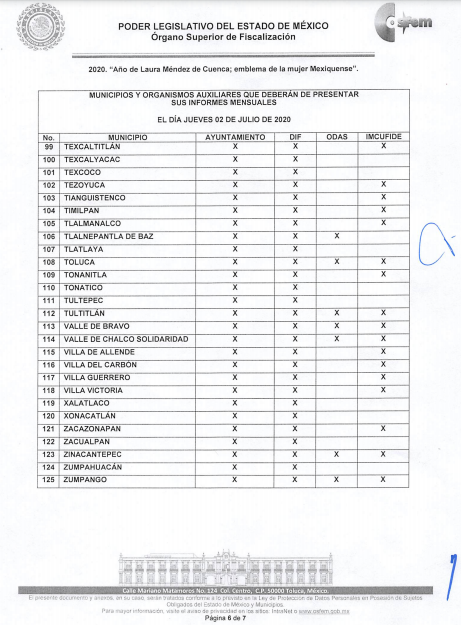 PODER LEGISLATIVO DEL ESTADO DE MÉXICO
Órgano Superior de Fiscalización
osfem
2020. "Año de Laura Méndez de Cuenca; emblema de la mujer Mexiquense".
MUNICIPIOS Y ORGANISMOS AUXILIARES QUE DEBERÁN DE PRESENTAR
SUS INFORMES MENSUALES
EL DÍA JUEVES 02 DE JULIO DE 2020
No. MUNICIPIO AYUNTAMIENTO DIF ODAS IMCUFIDE
99 TEXCALTITLÁN X X X
100 TEXCALYACAC X X
101 TEXCOCO X X
102 TEZOYUCA X X X
103 TIANGUISTENCO X X X
104 TIMILPAN X X X
105 TLALMANALCO X X X
106 TLALNEPANTLA DE BAZ X X X
107 TLATLAYA X X
108 TOLUCA X X X X
109 TONANITLA X X X
110 TONATICO X X
111 TULTEPEC X X
112 TULTITLÁN X X X X
113 VALLE DE BRAVO X X X X
114 VALLE DE CHALCO SOLIDARIDAD X X X X
115 VILLA DE ALLENDE X X X
116 VILLA DEL CARBÓN X X X
117 VILLA GUERRERO X X X
118 VILLA VICTORIA X X X
119 XALATLACO X X
120 XONACATLÁN X X
121 ZACAZONAPAN X X X
122 ZACUALPAN X X
123 ZINACANTEPEC X X X X
124 ZUMPAHUACÁN X X
125 ZUMPANGO X X X X
Calle Mariano Matamoros No. 124 Col. Centro, C.P. 50000 Toluca, México.
El presente documento y anexos, en su caso, serán tratados conforme a lo previsto en la Ley de Protección de Datos Personales en Posesión de Sujetos
Obligados del Estado de México y Municipios.
Para mayor información, visite el aviso de privacidad en los sitios: IntraNet o www.osfem.gob.mx
Página 6 de 7